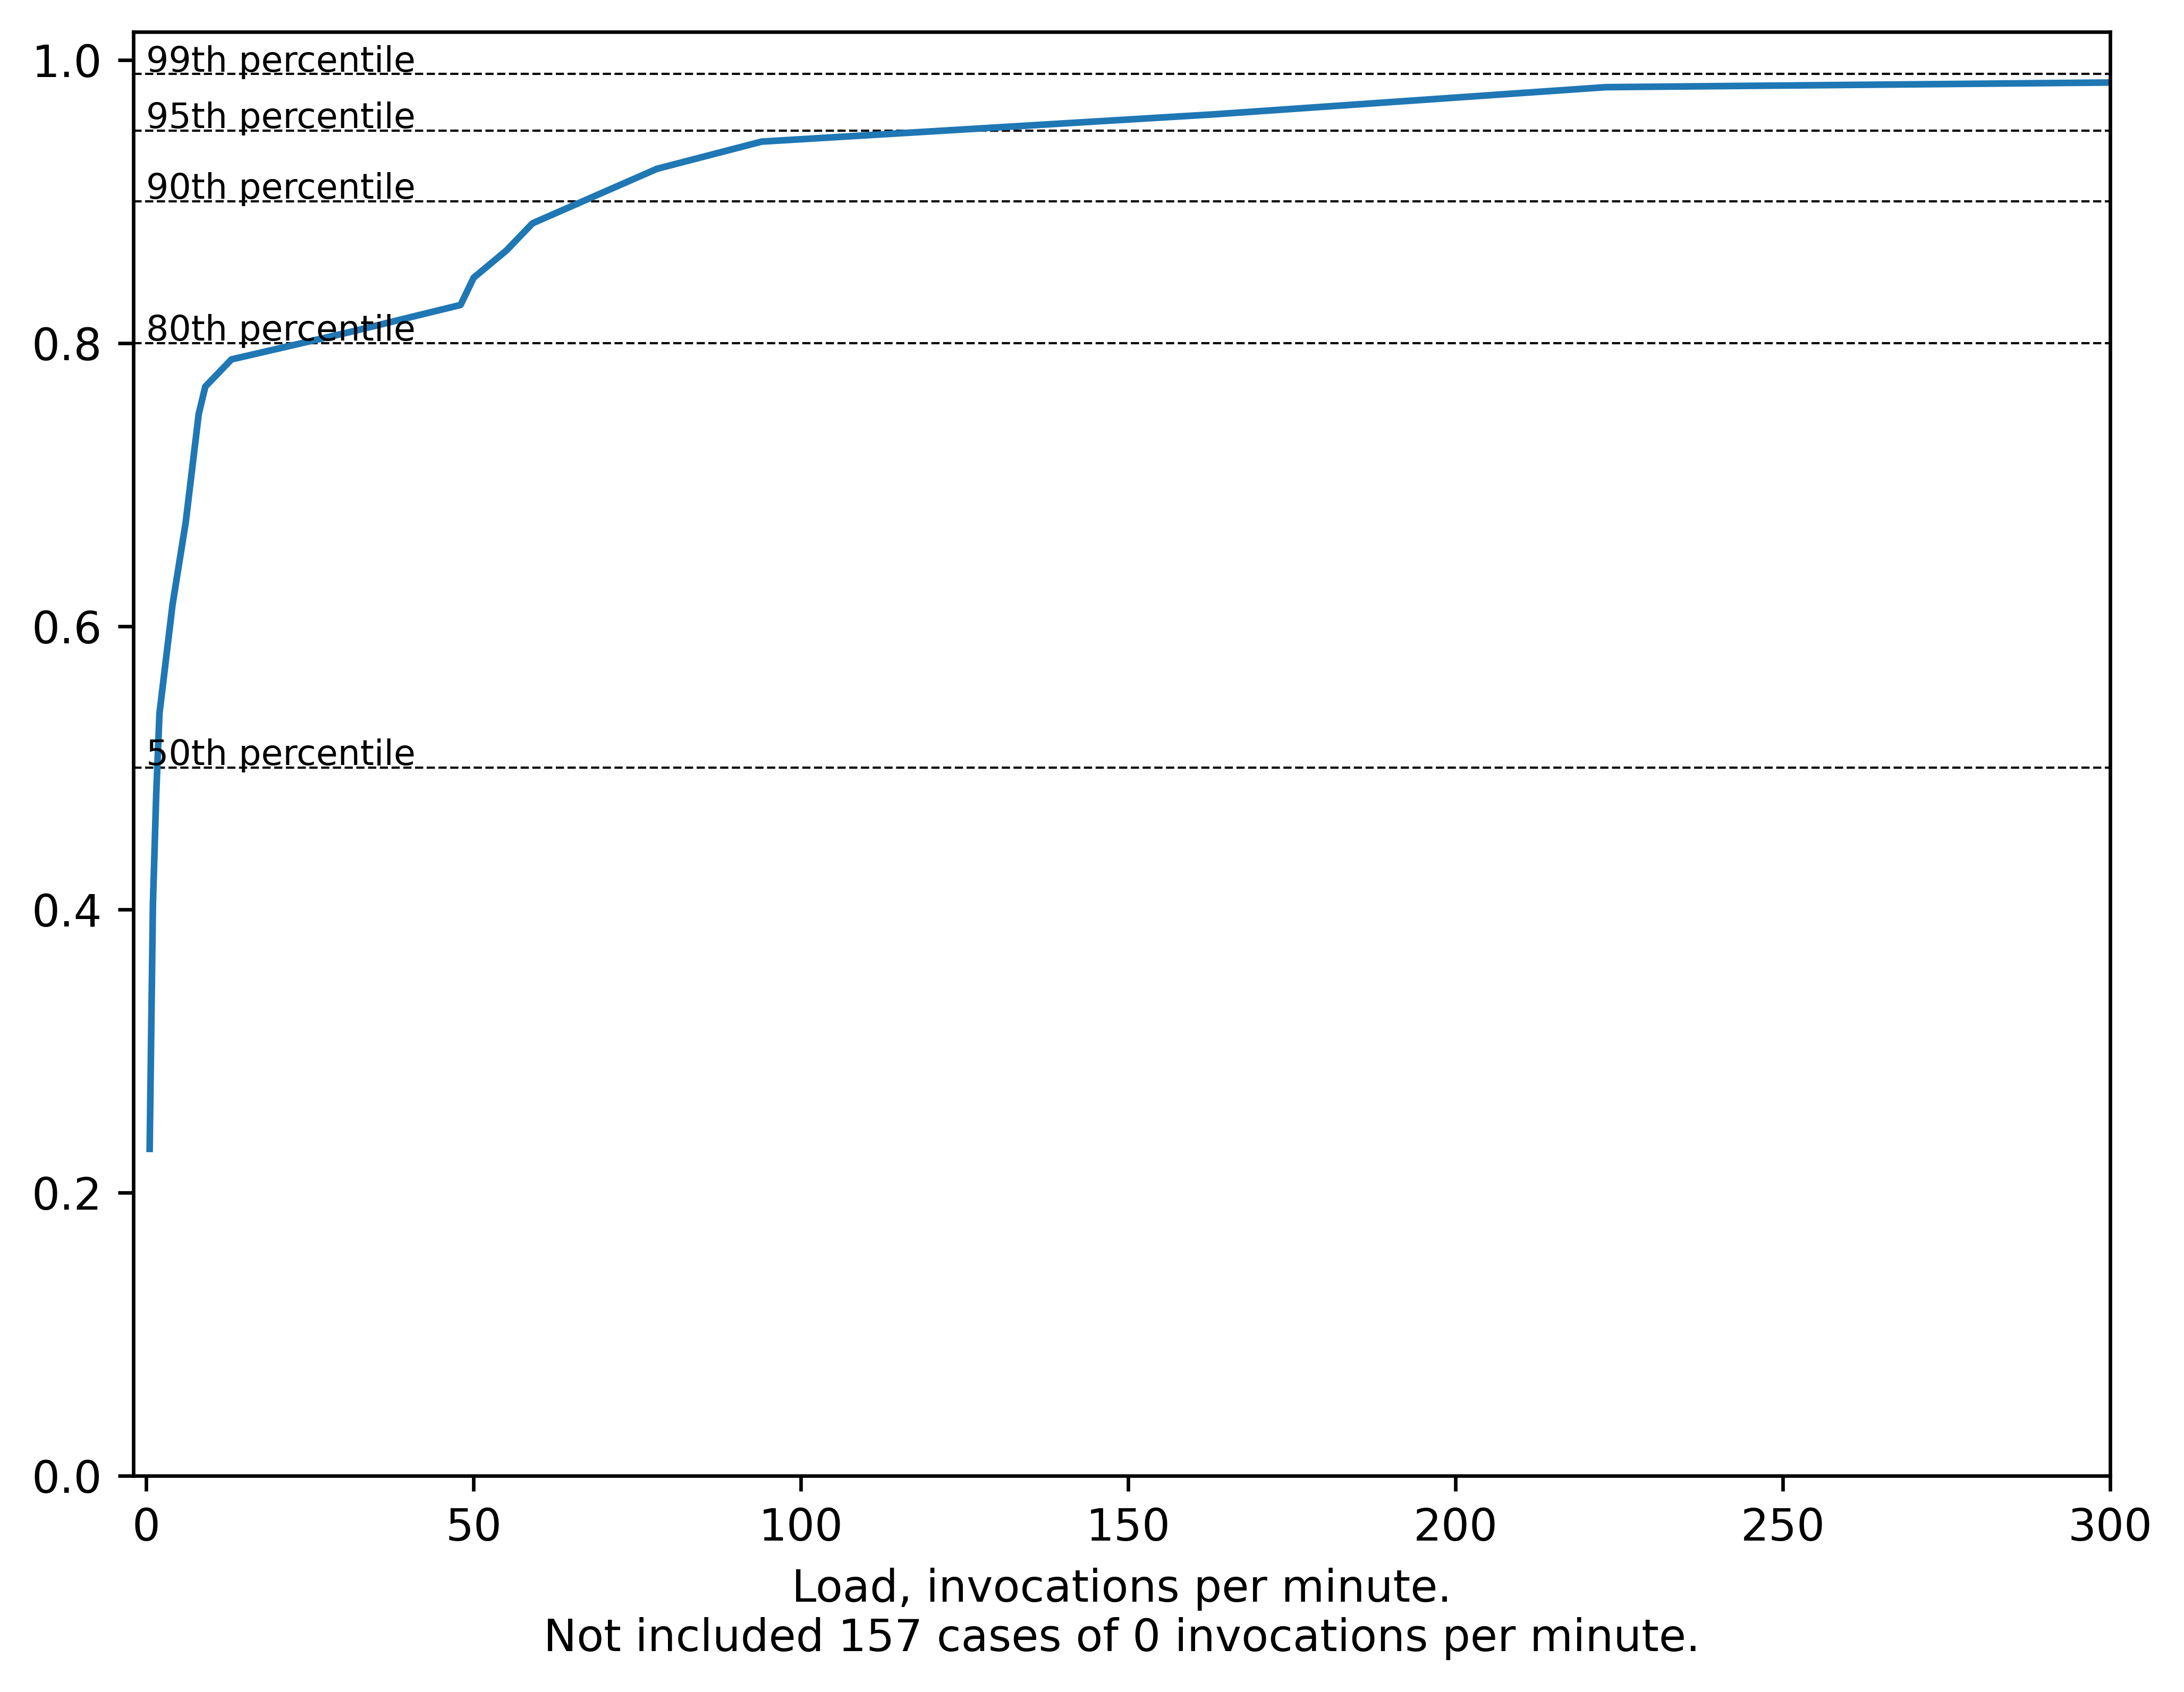 1.0
99th percentile
95th percentile
90th percentile
80th percentile
0.8
0.6
50th percentile
0.4
0.2
0.0
0 50 100 150 200 250 300
Load, invocations per minute.
Not included 157 cases of 0 invocations per minute.